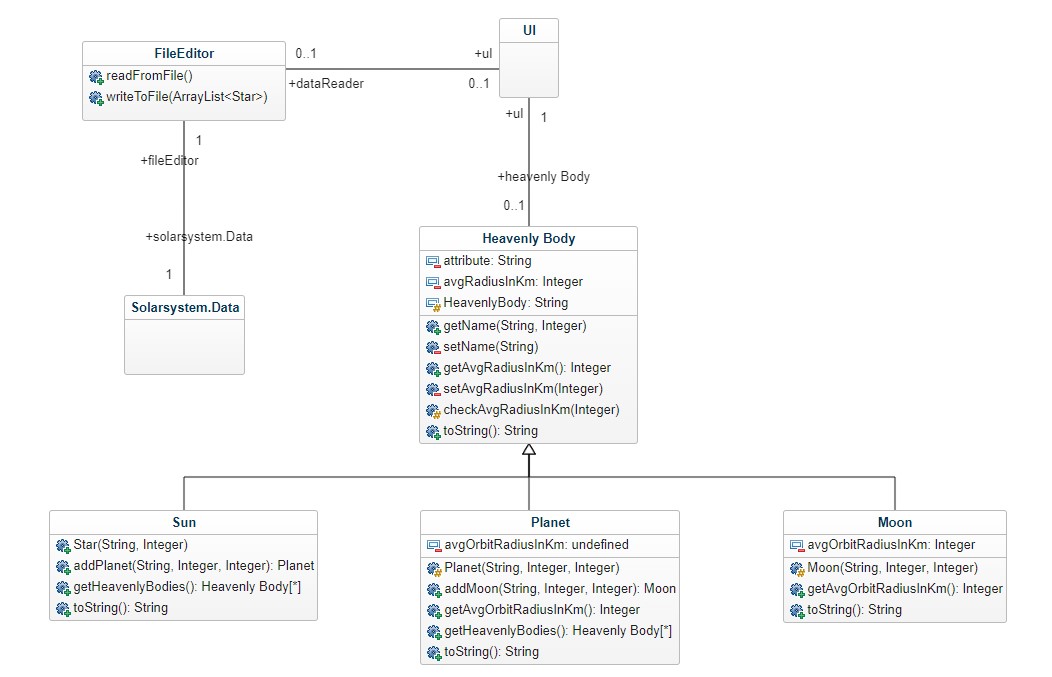 UI
FileEditor
readFromFile()
writeToFile(ArrayList<Star>)
0..1
+ul
+dataReader
0..1
+ul
1
1
+fileEditor
+heavenly Body
0..1
+solarsystem.Data
1
Solarsystem.Data
Heavenly Body
attribute: String
avgRadiusInKm: Integer
HeavenlyBody: String
getName(String, Integer)
setName(String)
getAvgRadiusInKm(): Integer
setAvgRadiusInKm(Integer)
checkAvgRadiusInKm(Integer)
toString(): String
Sun
Star(String, Integer)
addPlanet(String, Integer, Integer): Planet
getHeavenlyBodies(): Heavenly Body[*]
toString(): String
Planet
avgOrbitRadiusInKm: undefined
Planet(String, Integer, Integer)
addMoon(String, Integer, Integer): Moon
getAvgOrbitRadiusInKm(): Integer
getHeavenlyBodies(): Heavenly Body[*]
toString(): String
Moon
avgOrbitRadiusInKm: Integer
Moon(String, Integer, Integer)
getAvgOrbitRadiusInKm(): Integer
toString(): String